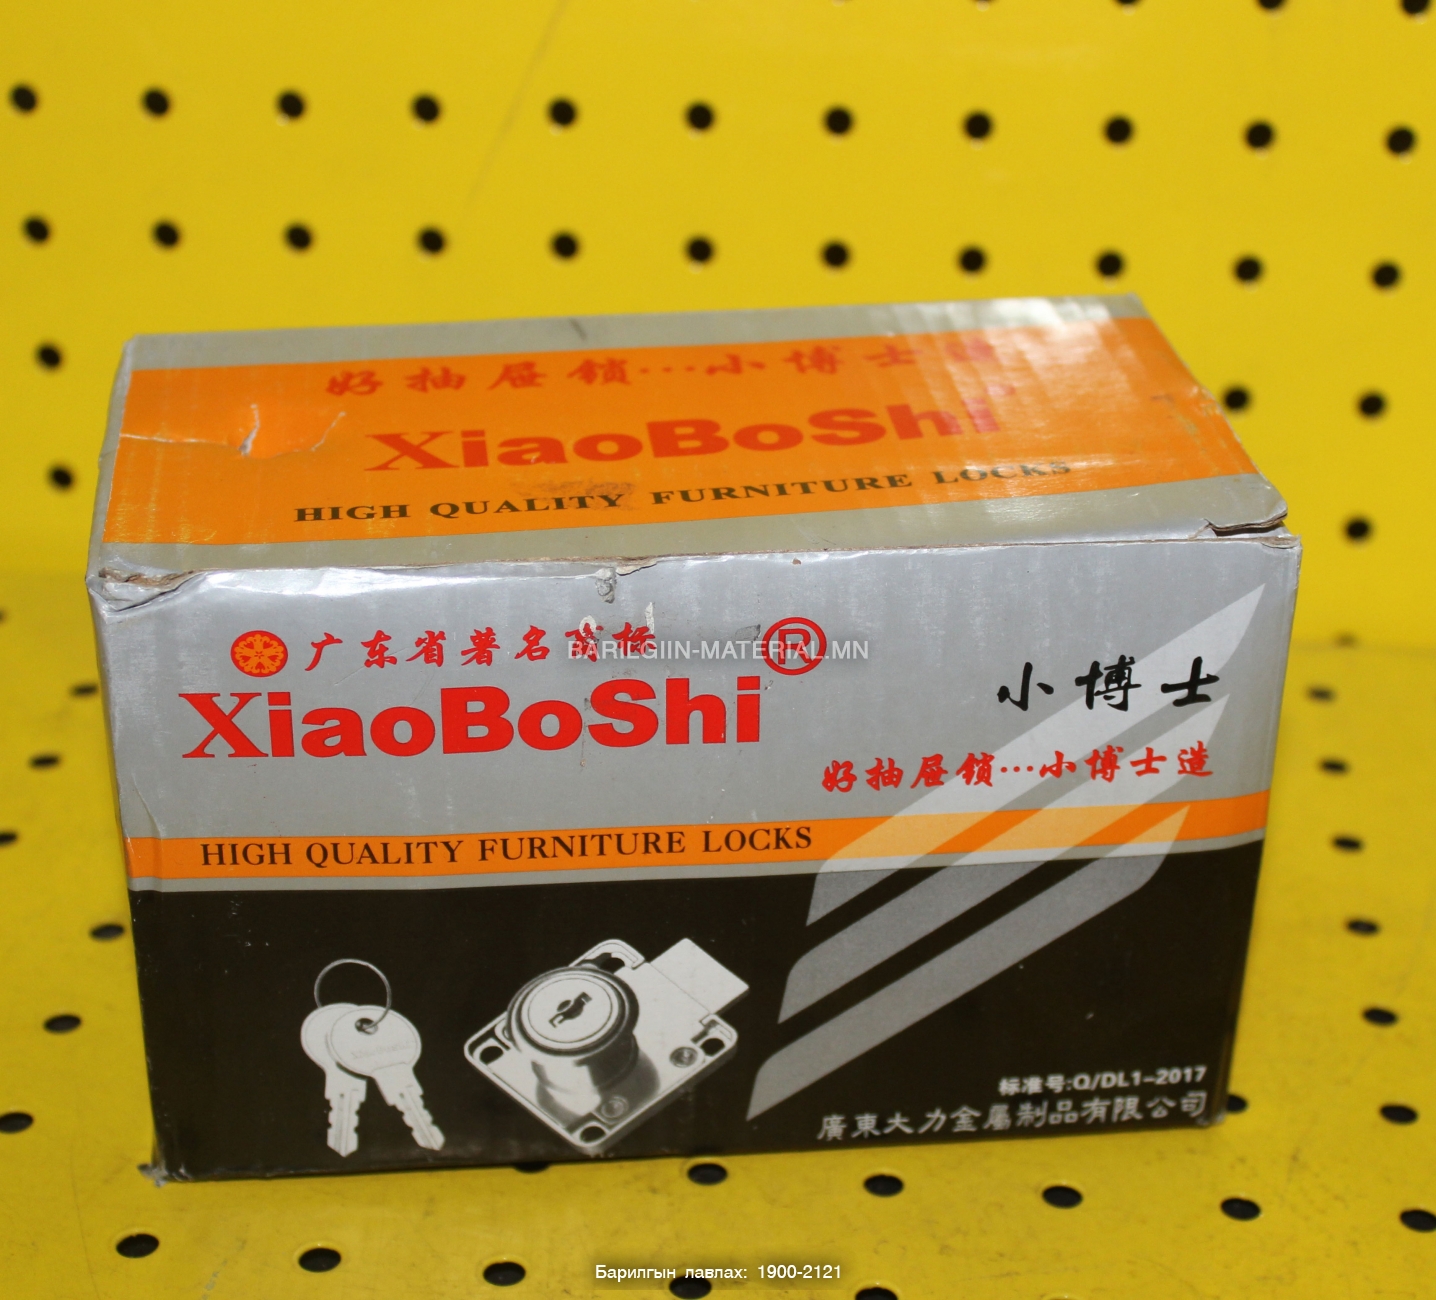 好抽屉锁…小博士造
XiaoBoShi
HIGH QUALITY FURNITURE LOCKS
广东省著名商标
BARILGIIN-MATERIAL.MN
XiaoBoShi®
小博士
好抽屉锁…小博士造
HIGH QUALITY FURNITURE LOCKS
标准号:Q/DL1-2017
廣東大力金屬制品有限公司
Барилгын лавлах: 1900-2121